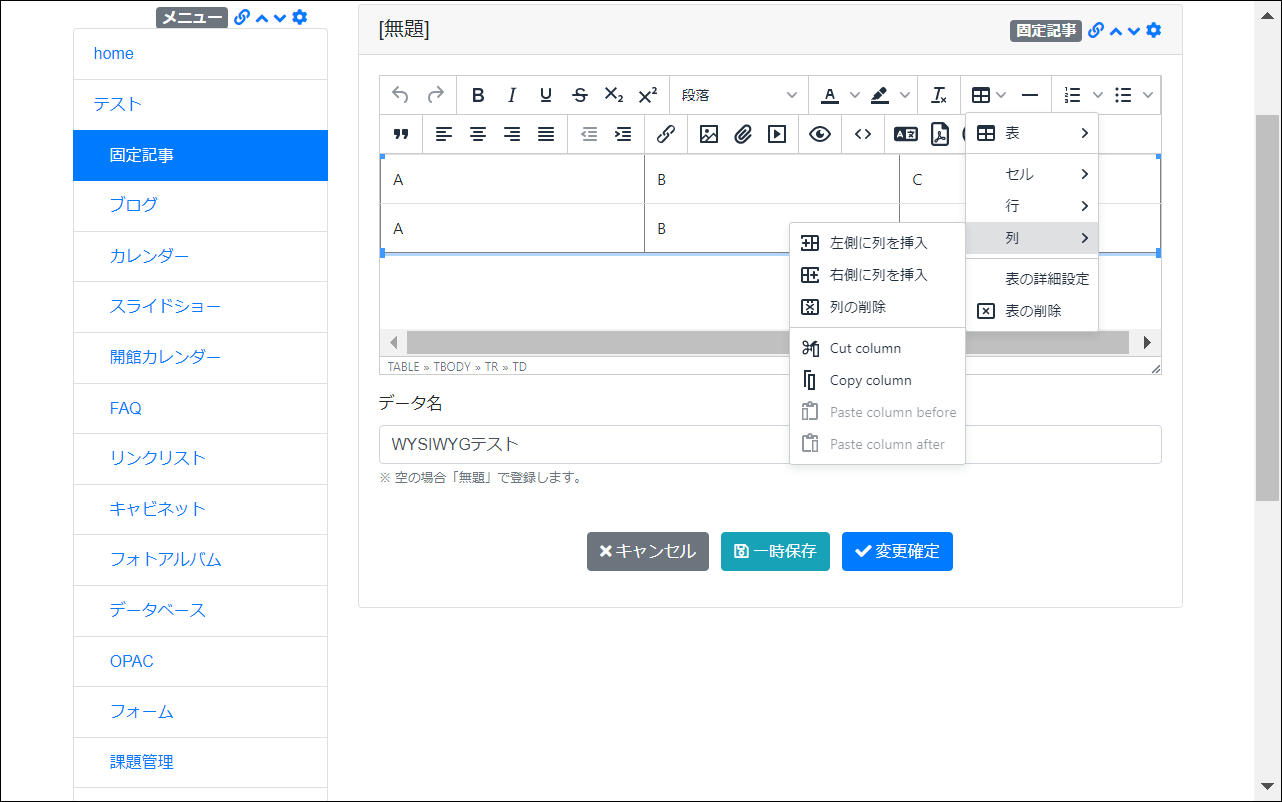 メニュー
home
テスト
固定記事
ブログ
カレンダー
スライドショー
開館カレンダー
FAQ
リンクリスト
キャビネット
フォトアルバム
データベース
OPAC
フォーム
課題管理
[無題]
固定記事
B I U S X₂ X² 段落 A
A B C
A B
表
セル
行
列
表の詳細設定
表の削除
左側に列を挿入
右側に列を挿入
列の削除
Cut column
Copy column
Paste column before
Paste column after
TABLE » TBODY » TR » TD
データ名
WYSIWYGテスト
※ 空の場合「無題」で登録します。
キャンセル
一時保存
変更確定